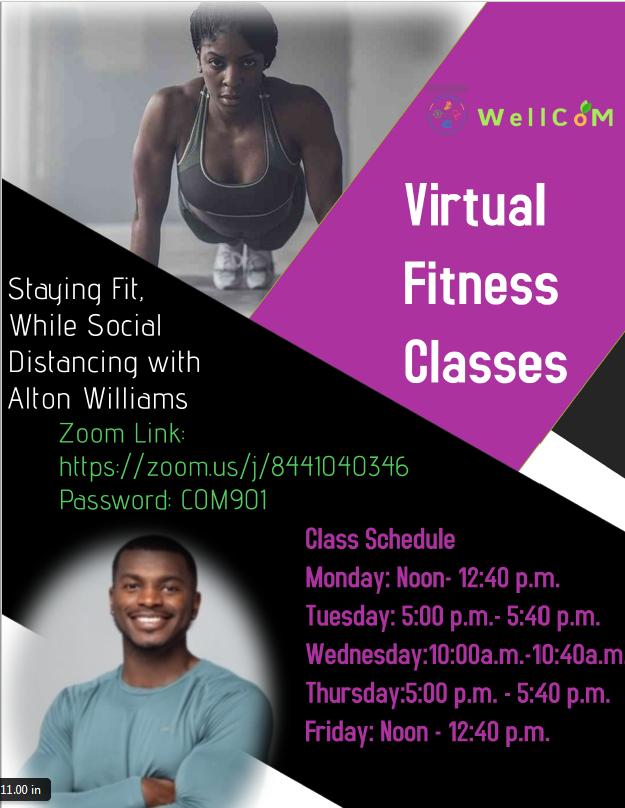 WellCoM
Virtual
Fitness
Classes
Staying Fit,
While Social
Distancing with
Alton Williams
Zoom Link:
https://zoom.us/j/8441040346
Password: COM901
Class Schedule
Monday: Noon- 12:40 p.m.
Tuesday: 5:00 p.m.- 5:40 p.m.
Wednesday:10:00a.m.-10:40a.m.
Thursday:5:00 p.m. - 5:40 p.m.
Friday: Noon - 12:40 p.m.
11.00 in